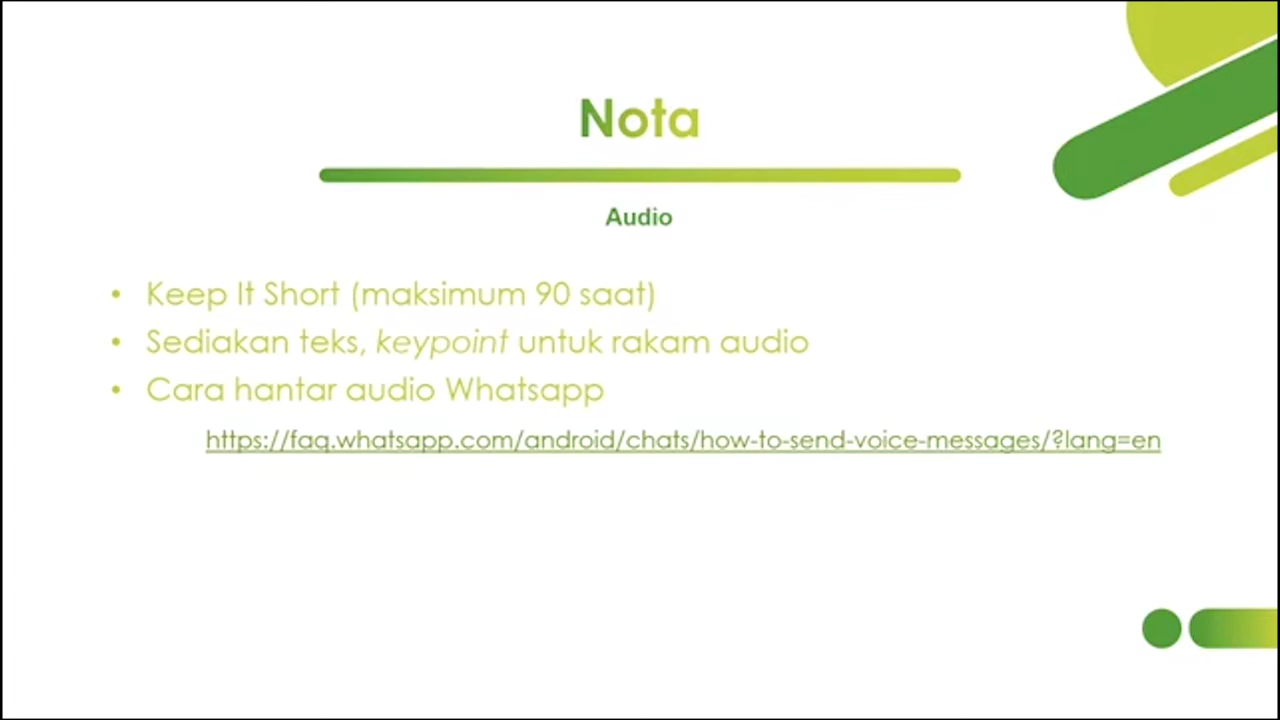 Nota
Audio
• Keep It Short (maksimum 90 saat)
• Sediakan teks, keypoint untuk rakam audio
• Cara hantar audio Whatsapp
https://faq.whatsapp.com/android/chats/how-to-send-voice-messages/?lang=en